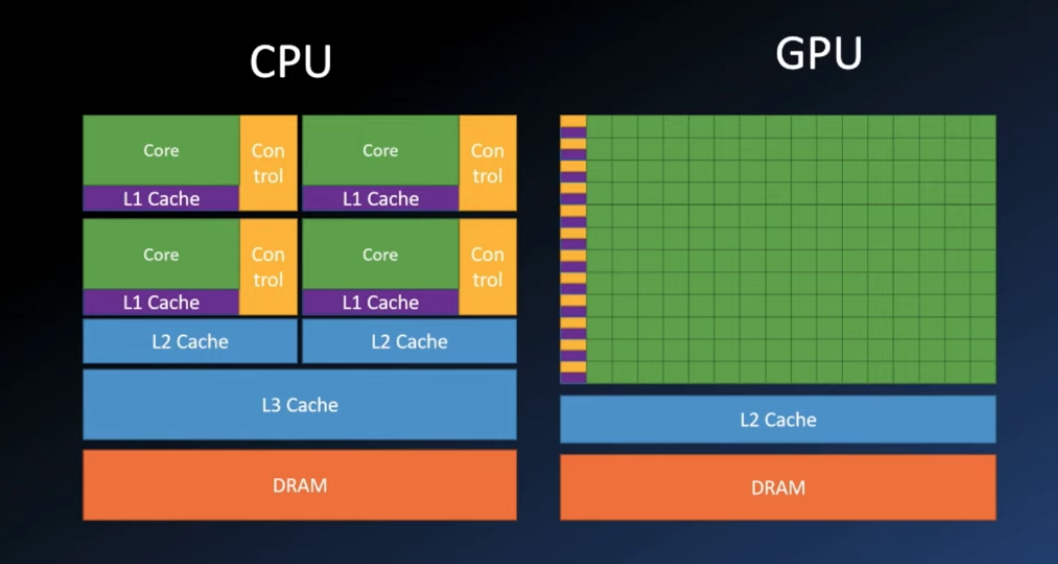 CPU
GPU
Core
Con
trol
L1 Cache
Core
Con
trol
L1 Cache
Core
Con
trol
L1 Cache
Core
Con
trol
L1 Cache
L2 Cache
L2 Cache
L3 Cache
DRAM
L2 Cache
DRAM